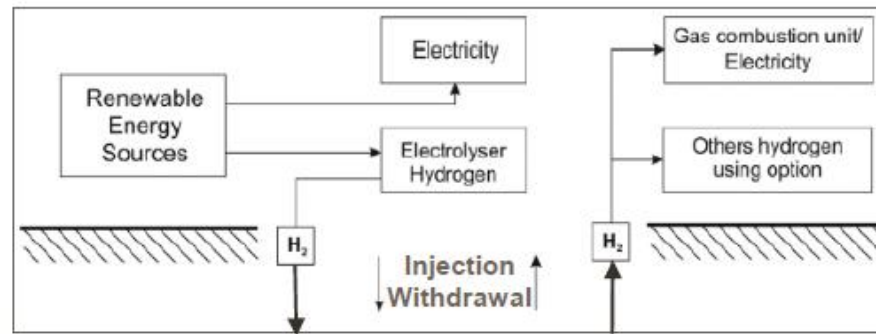 Electricity
Gas combustion unit/
Electricity
Renewable
Energy
Sources
Electrolyser
Hydrogen
Others hydrogen
using option
H₂
H₂
Injection
Withdrawal